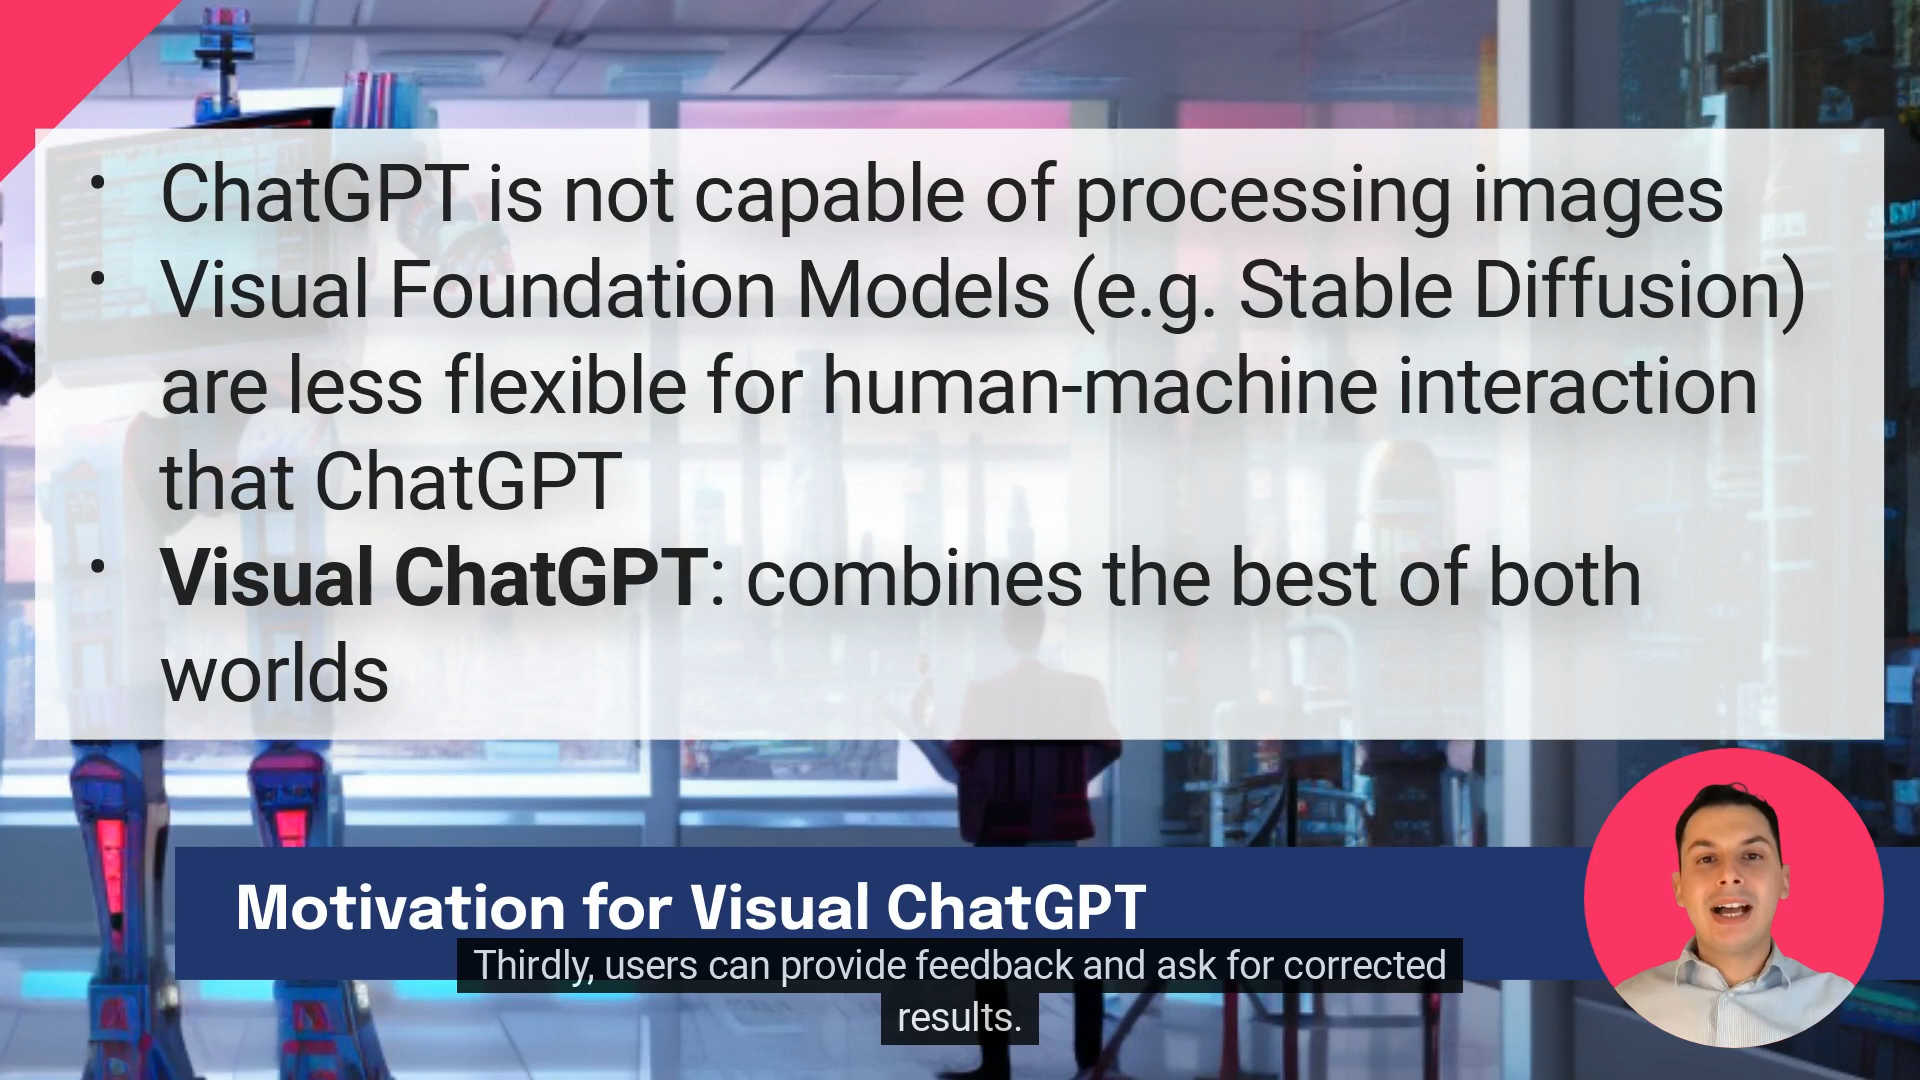 • ChatGPT is not capable of processing images
• Visual Foundation Models (e.g. Stable Diffusion)
are less flexible for human-machine interaction
that ChatGPT
• Visual ChatGPT: combines the best of both
worlds
Motivation for Visual ChatGPT
Thirdly, users can provide feedback and ask for corrected
results.